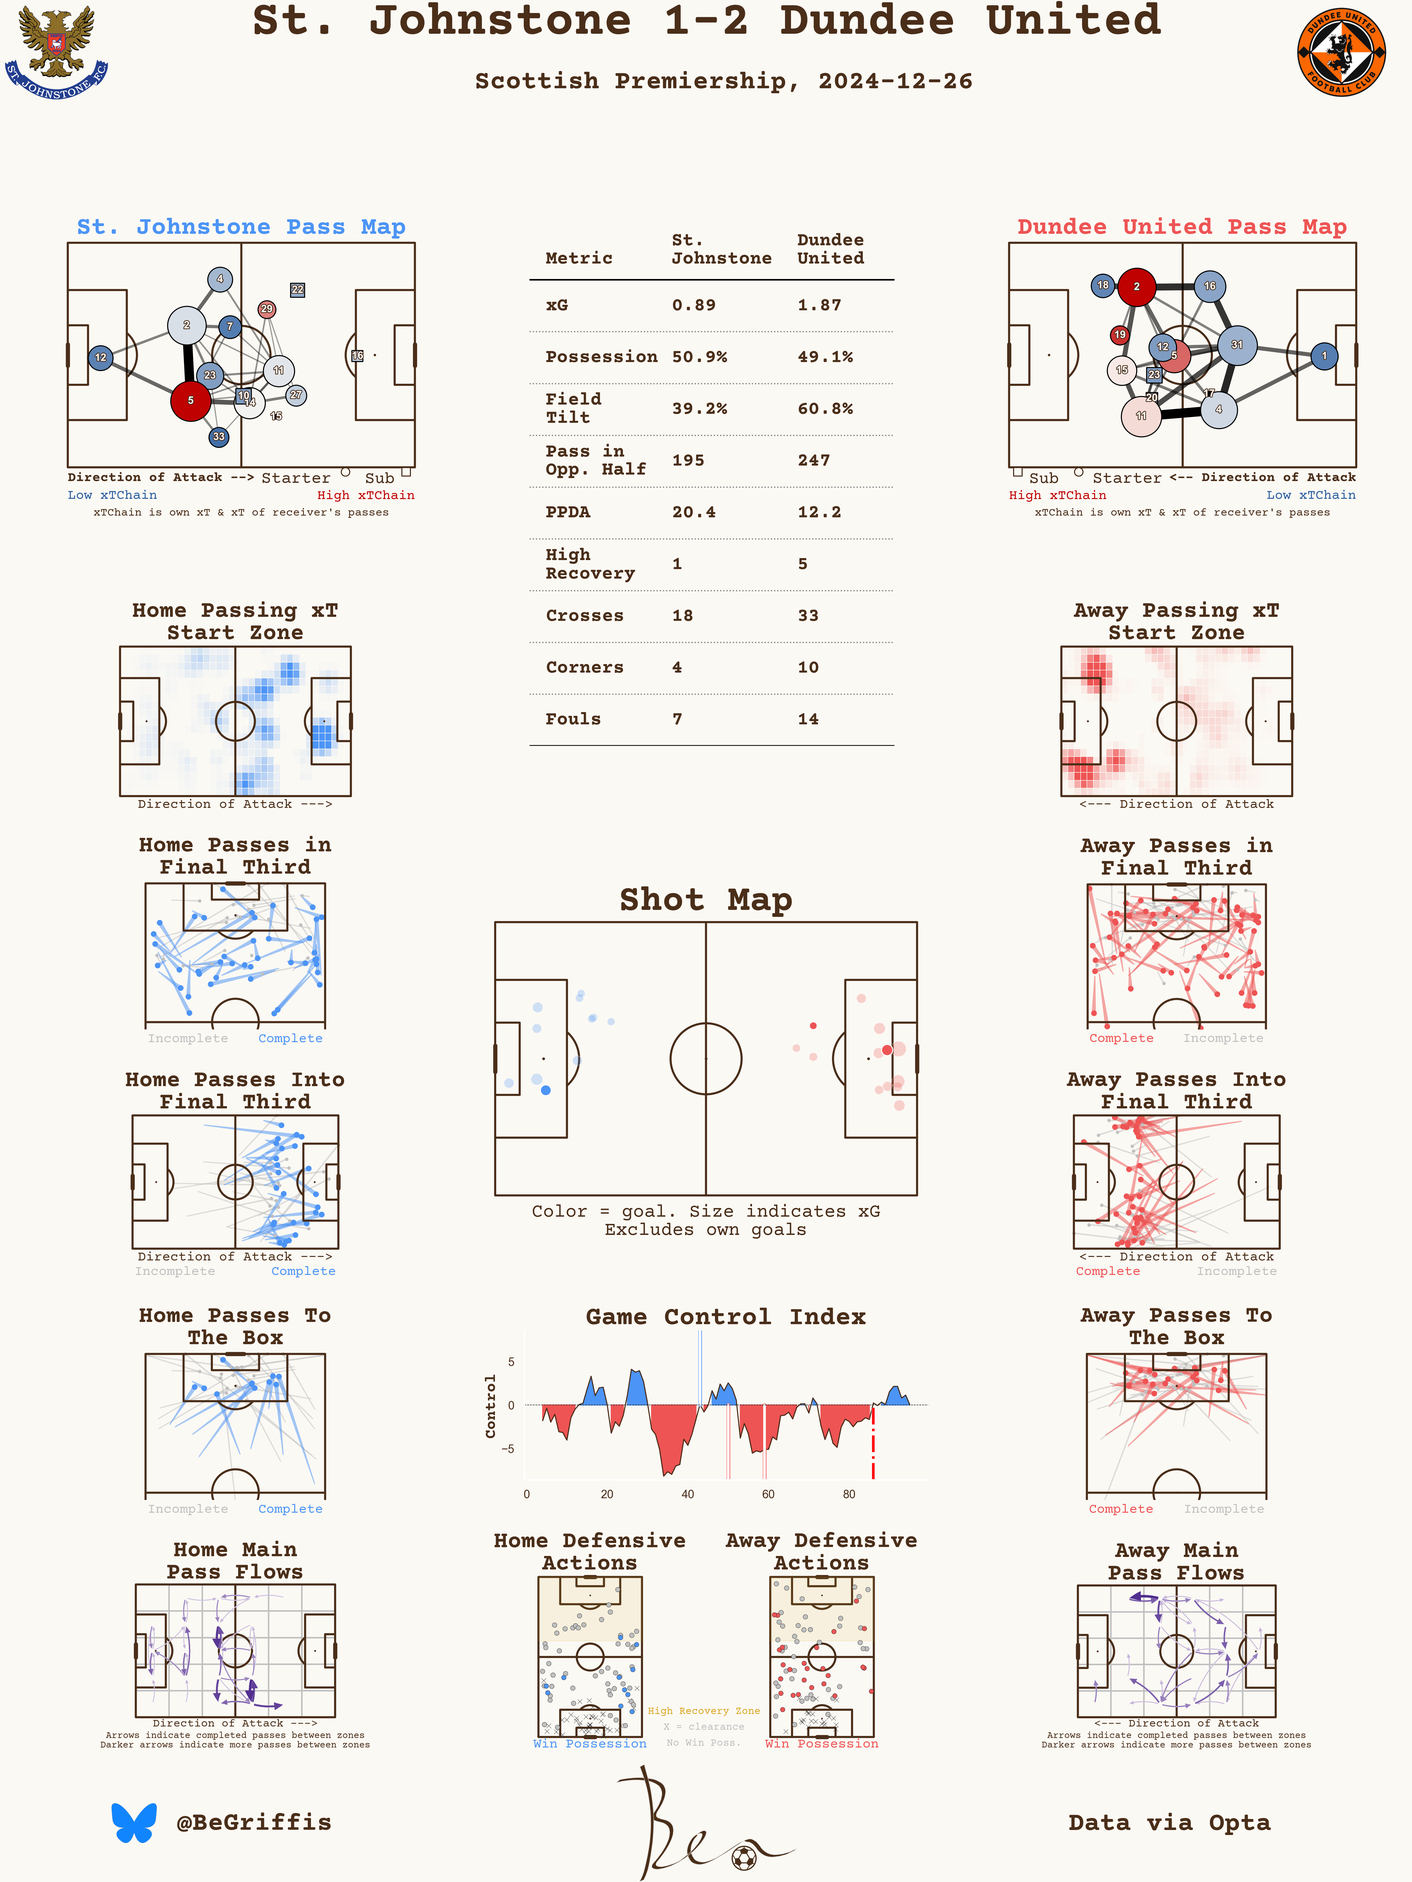 St. Johnstone 1-2 Dundee United
Scottish Premiership, 2024-12-26
ST. JOHNSTONE F.C.
DUNDEE UNITED
FOOTBALL CLUB
St. Johnstone Pass Map
4
22
29
2
7
16
12
23
11
5
10
14
27
15
33
Direction of Attack --> Starter Sub
Low xTChain High xTChain
xTChain is own xT & xT of receiver's passes
Metric St. Johnstone Dundee United
xG 0.89 1.87
Possession 50.9% 49.1%
Field Tilt 39.2% 60.8%
Pass in Opp. Half 195 247
PPDA 20.4 12.2
High Recovery 1 5
Crosses 18 33
Corners 4 10
Fouls 7 14
Dundee United Pass Map
18
2
16
19
12
5
31
1
15
23
20
17
11
4
Sub Starter <-- Direction of Attack
High xTChain Low xTChain
xTChain is own xT & xT of receiver's passes
Home Passing xT
Start Zone
Direction of Attack --->
Away Passing xT
Start Zone
<--- Direction of Attack
Home Passes in
Final Third
Incomplete Complete
Away Passes in
Final Third
Complete Incomplete
Shot Map
Color = goal. Size indicates xG
Excludes own goals
Home Passes Into
Final Third
Direction of Attack --->
Incomplete Complete
Away Passes Into
Final Third
<--- Direction of Attack
Complete Incomplete
Home Passes To
The Box
Incomplete Complete
Game Control Index
Control
5
0
−5
0 20 40 60 80
Away Passes To
The Box
Complete Incomplete
Home Main
Pass Flows
Direction of Attack --->
Arrows indicate completed passes between zones
Darker arrows indicate more passes between zones
Home Defensive
Actions
Win Possession
High Recovery Zone
X = clearance
No Win Poss.
Away Defensive
Actions
Win Possession
Away Main
Pass Flows
<--- Direction of Attack
Arrows indicate completed passes between zones
Darker arrows indicate more passes between zones
@BeGriffis
Ben
Data via Opta